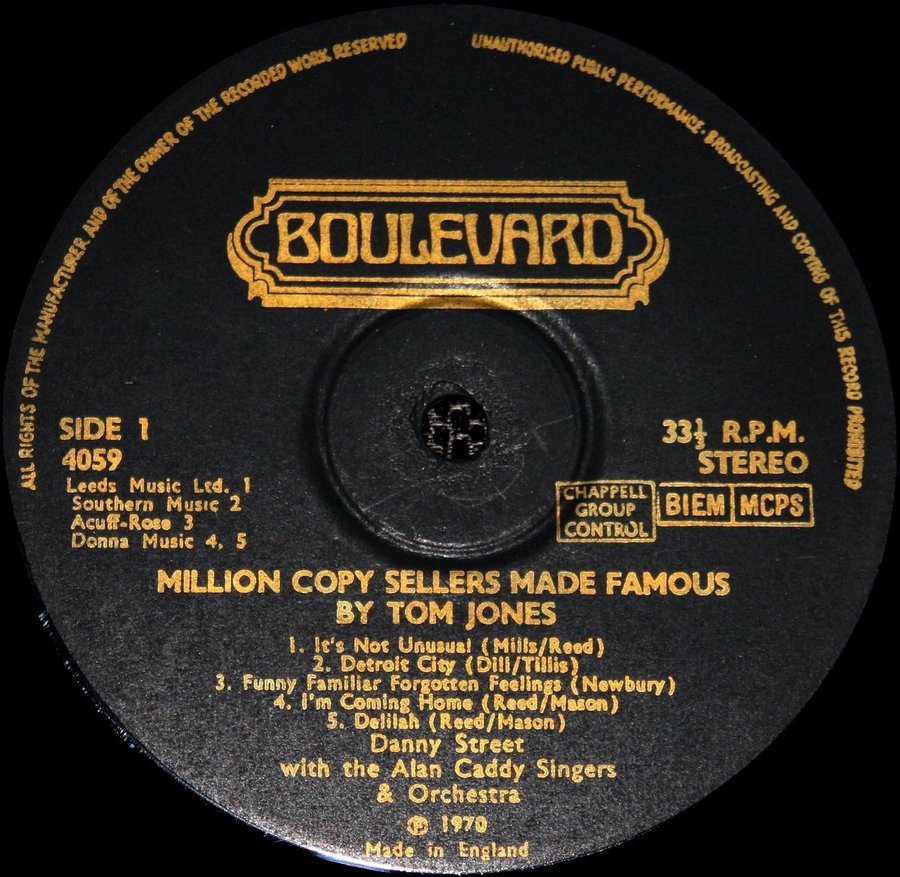 ALL RIGHTS OF THE MANUFACTURER AND OF THE OWNER OF THE RECORDED WORK RESERVED
UNAUTHORISED PUBLIC PERFORMANCE · BROADCASTING AND COPYING OF THIS RECORD PROHIBITED
BOULEVARD
SIDE 1
4059
Leeds Music Ltd. 1
Southern Music 2
Acuff-Rose 3
Donna Music 4, 5
33⅓ R.P.M.
STEREO
CHAPPELL
GROUP
CONTROL
BIEM MCPS
MILLION COPY SELLERS MADE FAMOUS
BY TOM JONES
1. It's Not Unusual (Mills/Reed)
2. Detroit City (Dill/Tillis)
3. Funny Familiar Forgotten Feelings (Newbury)
4. I'm Coming Home (Reed/Mason)
5. Delilah (Reed/Mason)
Danny Street
with the Alan Caddy Singers
& Orchestra
℗ 1970
Made in England